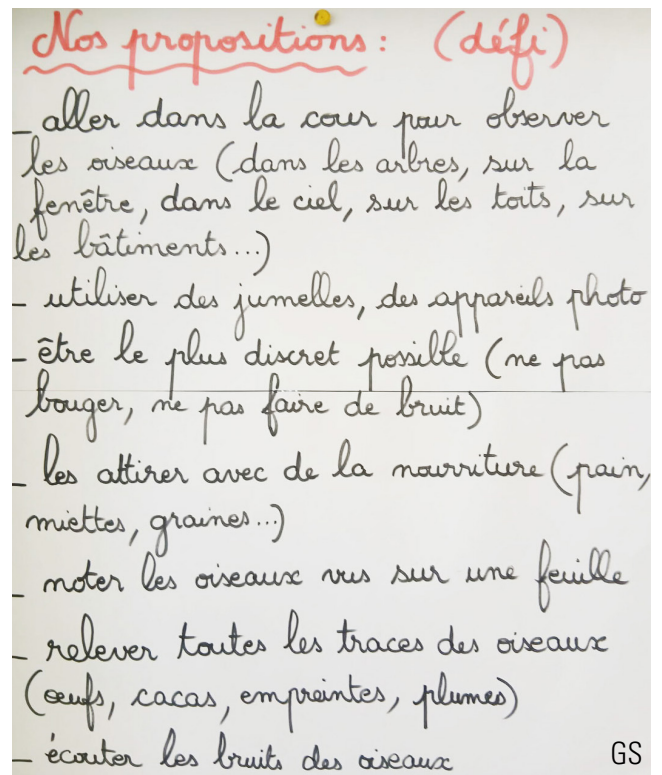 Nos propositions : (défi)
_ aller dans la cour pour observer
les oiseaux (dans les arbres, sur la
fenêtre, dans le ciel, sur les toits, sur
les bâtiments...)
_ utiliser des jumelles, des appareils photo
_ être le plus discret possible (ne pas
bouger, ne pas faire de bruit)
_ les attirer avec de la nourriture (pain,
miettes, graines...)
_ noter les oiseaux vus sur une feuille
_ relever toutes les traces des oiseaux
(œufs, cacas, empreintes, plumes)
_ écouter les bruits des oiseaux
GS